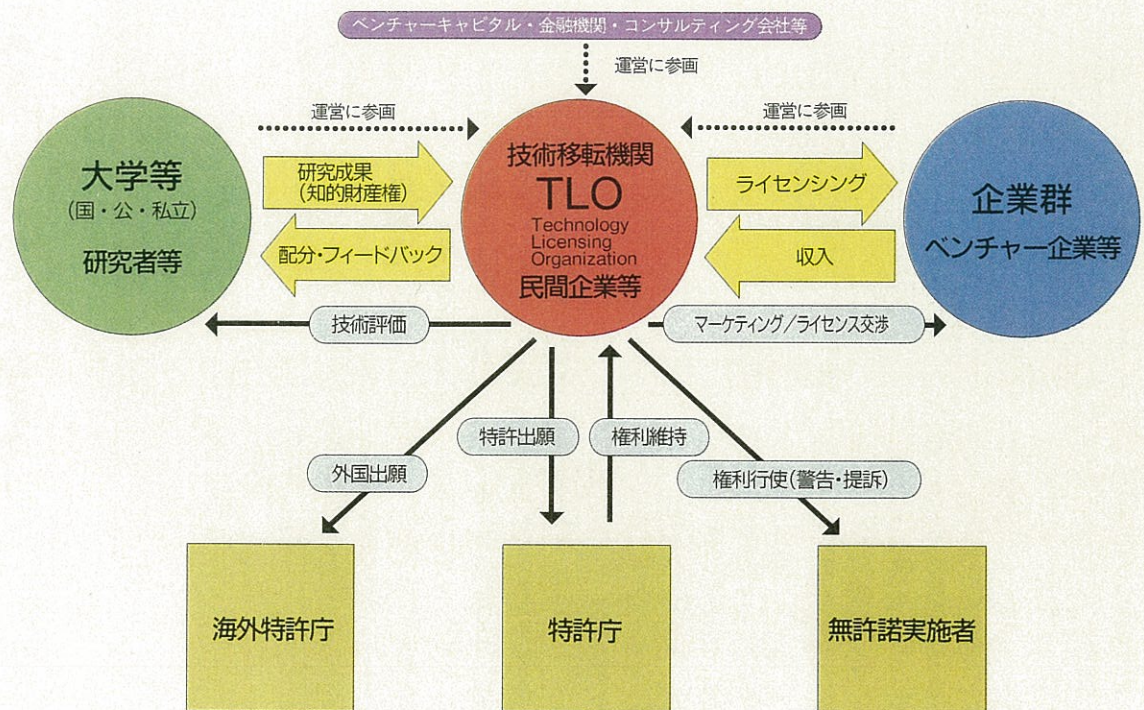 ベンチャーキャピタル・金融機関・コンサルティング会社等
運営に参画
運営に参画
運営に参画
大学等
(国・公・私立)
研究者等
研究成果
(知的財産権)
配分・フィードバック
技術移転機関
TLO
Technology
Licensing
Organization
民間企業等
ライセンシング
収入
企業群
ベンチャー企業等
技術評価
マーケティング/ライセンス交渉
特許出願
権利維持
外国出願
権利行使(警告・提訴)
海外特許庁
特許庁
無許諾実施者